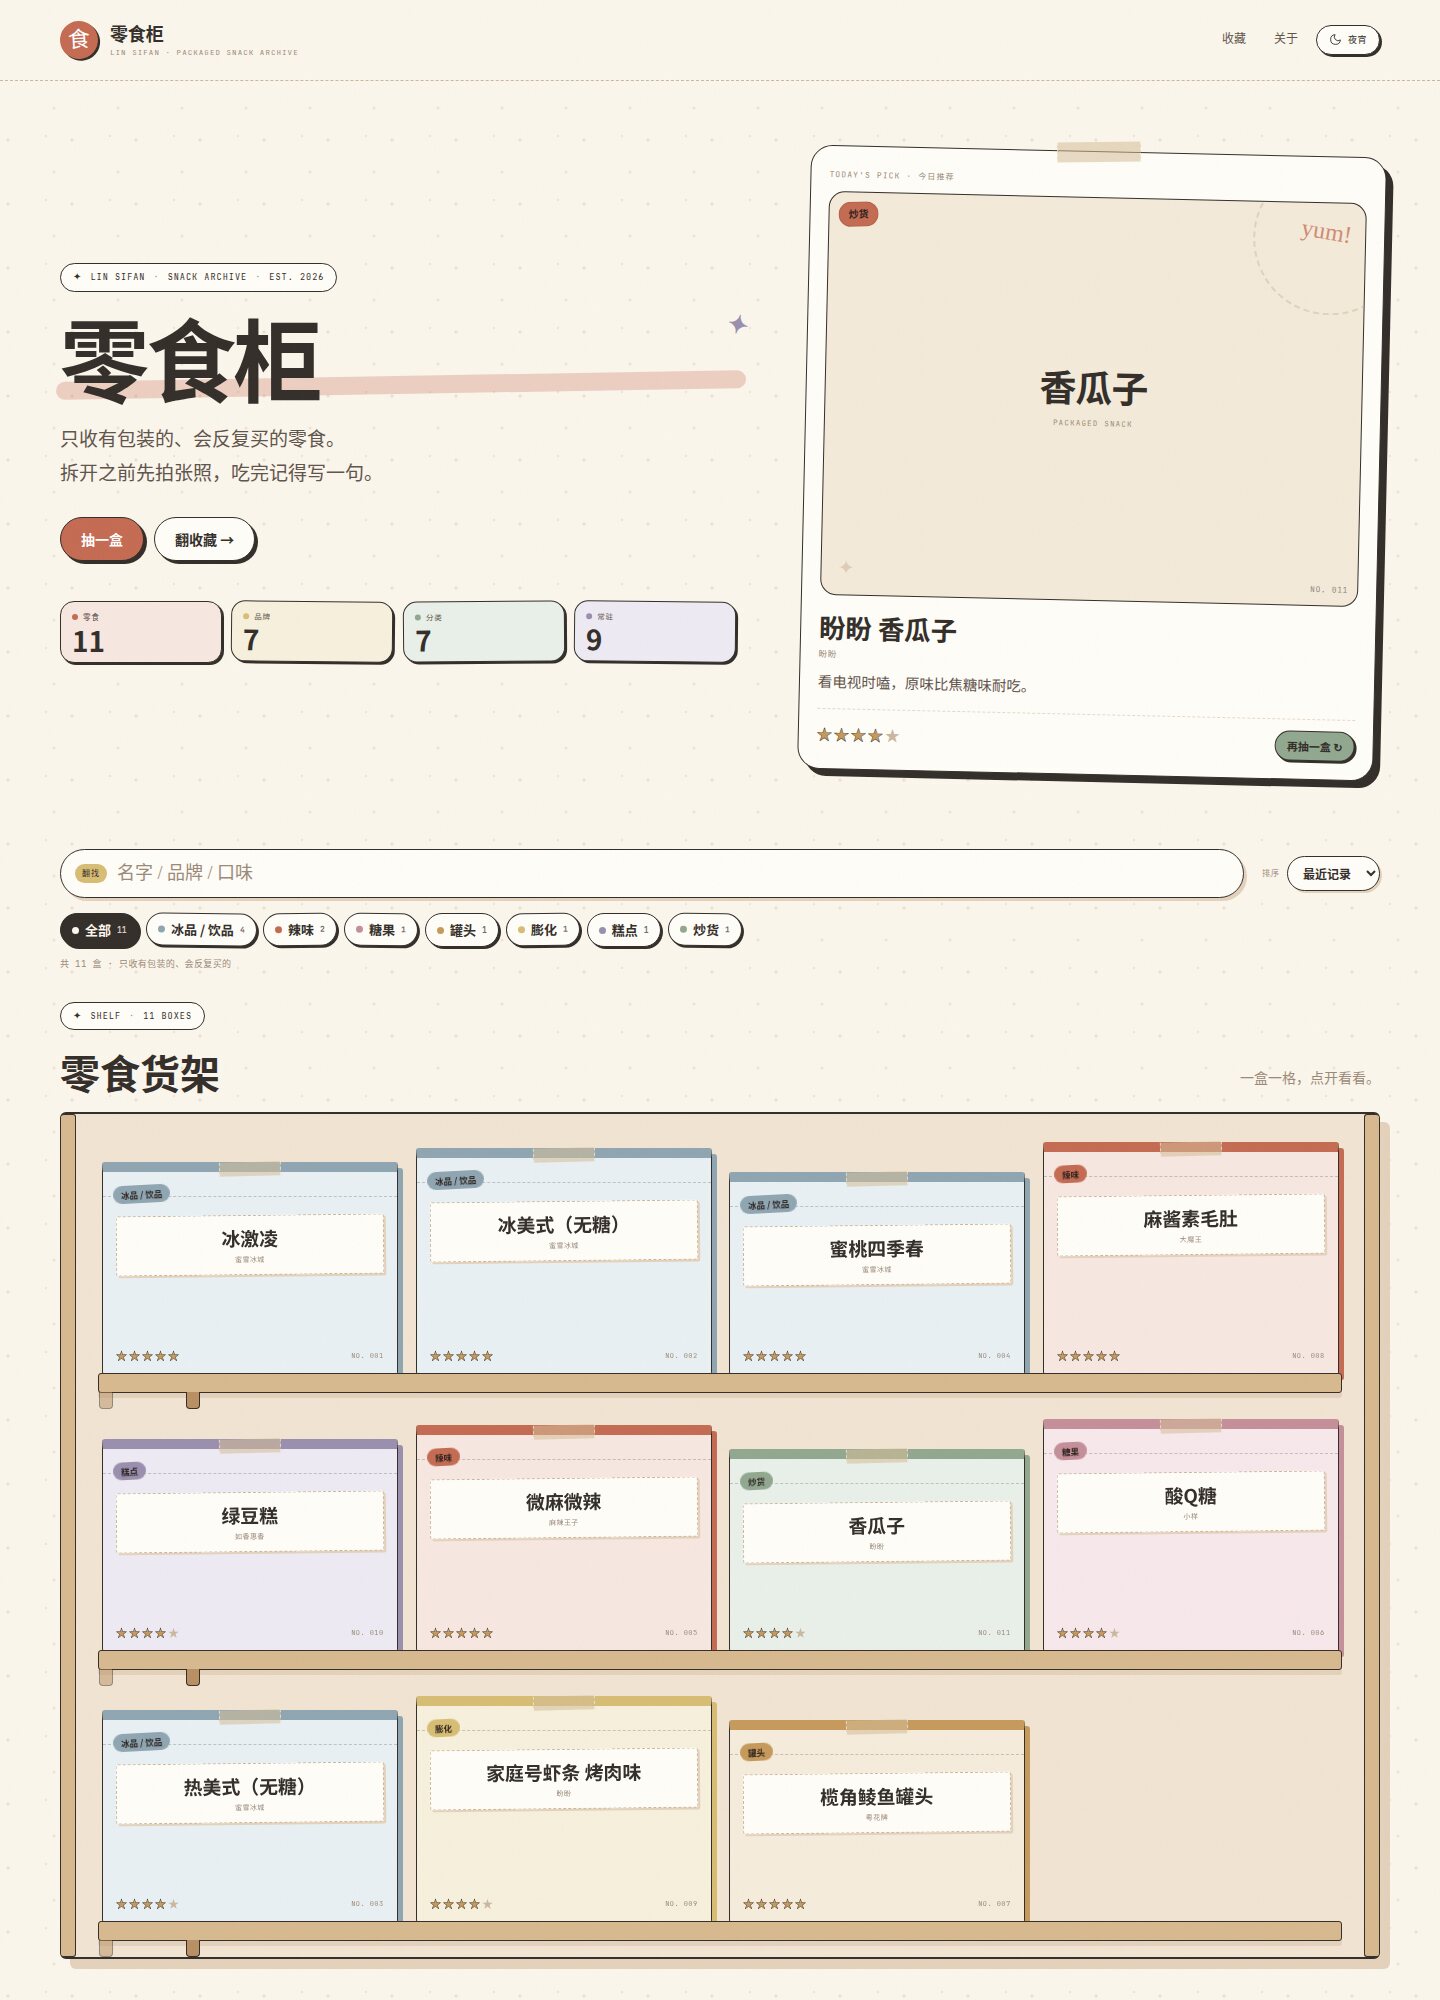 食 零食柜
LIN SIFAN · PACKAGED SNACK ARCHIVE
收藏 关于 夜宵
✦ LIN SIFAN · SNACK ARCHIVE · EST. 2026
零食柜
只收有包装的、会反复买的零食。
拆开之前先拍张照，吃完记得写一句。
抽一盒 翻收藏 →
零食
11
品牌
7
分类
7
常驻
9
TODAY'S PICK · 今日推荐
炒货
yum!
香瓜子
PACKAGED SNACK
NO. 011
盼盼 香瓜子
盼盼
看电视时嗑，原味比焦糖味耐吃。
★★★★★
再抽一盒 ↻
翻找 名字 / 品牌 / 口味
排序 最近记录
全部 11 冰品 / 饮品 4 辣味 2 糖果 1 罐头 1 膨化 1 糕点 1 炒货 1
共 11 盒 · 只收有包装的、会反复买的
✦ SHELF · 11 BOXES
零食货架
一盒一格，点开看看。
冰品 / 饮品
冰激凌
蜜雪冰城
★★★★★ NO. 001
冰品 / 饮品
冰美式（无糖）
蜜雪冰城
★★★★★ NO. 002
冰品 / 饮品
蜜桃四季春
蜜雪冰城
★★★★★ NO. 004
辣味
麻酱素毛肚
大魔王
★★★★★ NO. 008
糕点
绿豆糕
如香思香
★★★★★ NO. 010
辣味
微麻微辣
麻辣王子
★★★★★ NO. 005
炒货
香瓜子
盼盼
★★★★★ NO. 011
糖果
酸Q糖
小样
★★★★★ NO. 006
冰品 / 饮品
热美式（无糖）
蜜雪冰城
★★★★★ NO. 003
膨化
家庭号虾条 烤肉味
盼盼
★★★★★ NO. 009
罐头
榄角鲮鱼罐头
粤花牌
★★★★★ NO. 007